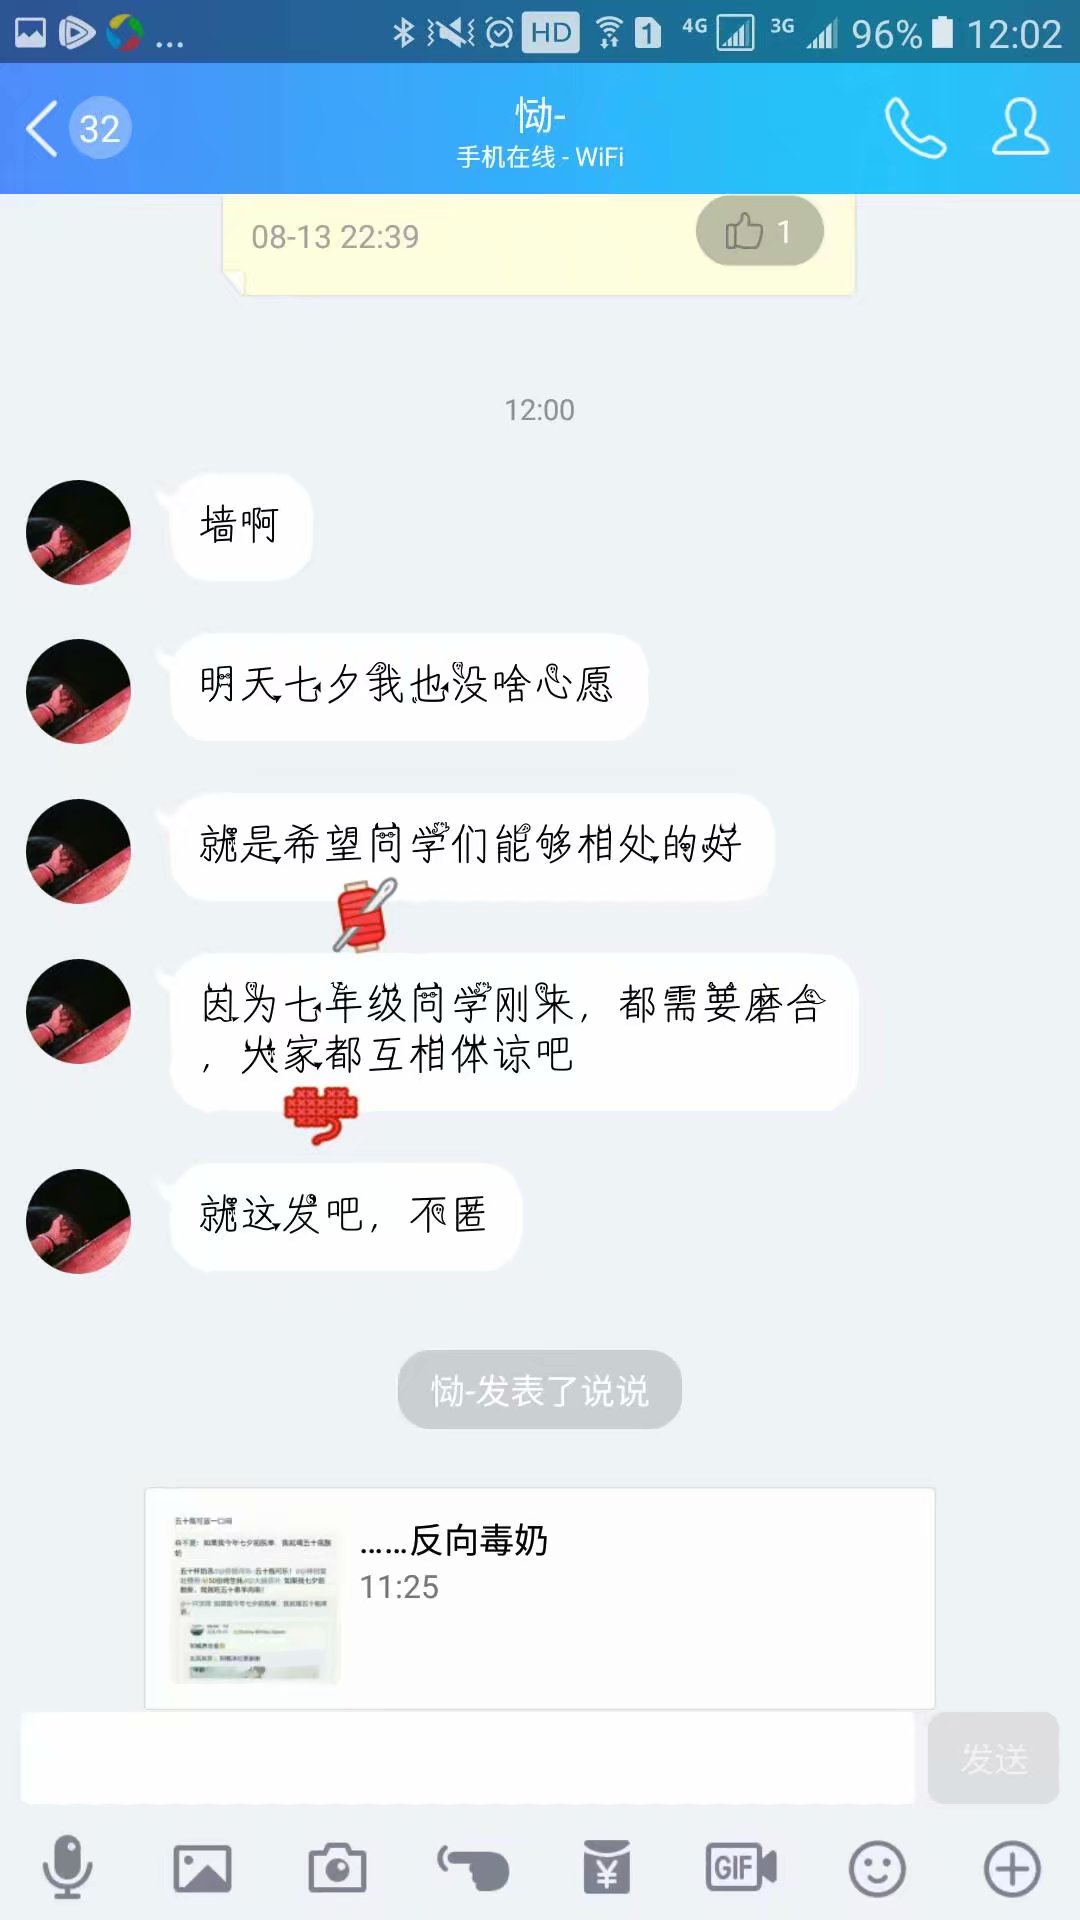 ... HD 1 4G 3G 96% 12:02
32
恸-
手机在线 - WiFi
08-13 22:39
1
12:00
墙啊
明天七夕我也没啥心愿
就是希望同学们能够相处的好
因为七年级同学刚来，都需要磨合
，大家都互相体谅吧
就这发吧，不匿
恸-发表了说说
……反向毒奶
11:25
发送
GIF